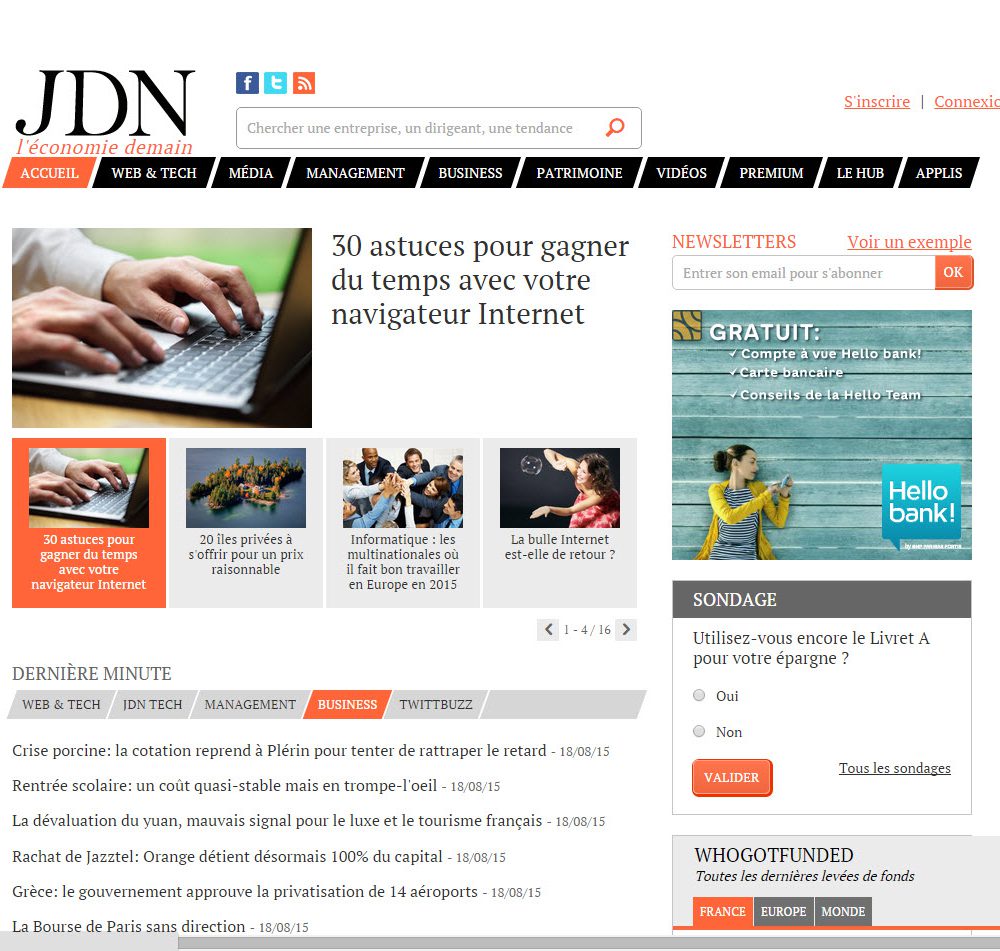 JDN
l'économie demain
f
Chercher une entreprise, un dirigeant, une tendance
S'inscrire | Connexio
ACCUEIL WEB & TECH MÉDIA MANAGEMENT BUSINESS PATRIMOINE VIDÉOS PREMIUM LE HUB APPLIS
30 astuces pour gagner
du temps avec votre
navigateur Internet
30 astuces pour
gagner du temps
avec votre
navigateur Internet
20 îles privées à
s'offrir pour un prix
raisonnable
Informatique : les
multinationales où
il fait bon travailler
en Europe en 2015
La bulle Internet
est-elle de retour ?
1 - 4 / 16
DERNIÈRE MINUTE
WEB & TECH JDN TECH MANAGEMENT BUSINESS TWITTBUZZ
Crise porcine: la cotation reprend à Plérin pour tenter de rattraper le retard - 18/08/15
Rentrée scolaire: un coût quasi-stable mais en trompe-l'oeil - 18/08/15
La dévaluation du yuan, mauvais signal pour le luxe et le tourisme français - 18/08/15
Rachat de Jazztel: Orange détient désormais 100% du capital - 18/08/15
Grèce: le gouvernement approuve la privatisation de 14 aéroports - 18/08/15
La Bourse de Paris sans direction - 18/08/15
NEWSLETTERS Voir un exemple
Entrer son email pour s'abonner OK
GRATUIT:
✓ Compte à vue Hello bank!
✓ Carte bancaire
✓ Conseils de la Hello Team
Hello
bank!
by BNP PARIBAS FORTIS
SONDAGE
Utilisez-vous encore le Livret A
pour votre épargne ?
Oui
Non
VALIDER Tous les sondages
WHOGOTFUNDED
Toutes les dernières levées de fonds
FRANCE EUROPE MONDE